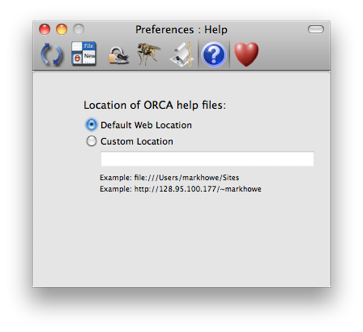 Preferences : Help
File
New
Location of ORCA help files:
Default Web Location
Custom Location
Example: file:///Users/markhowe/Sites
Example: http://128.95.100.177/~markhowe